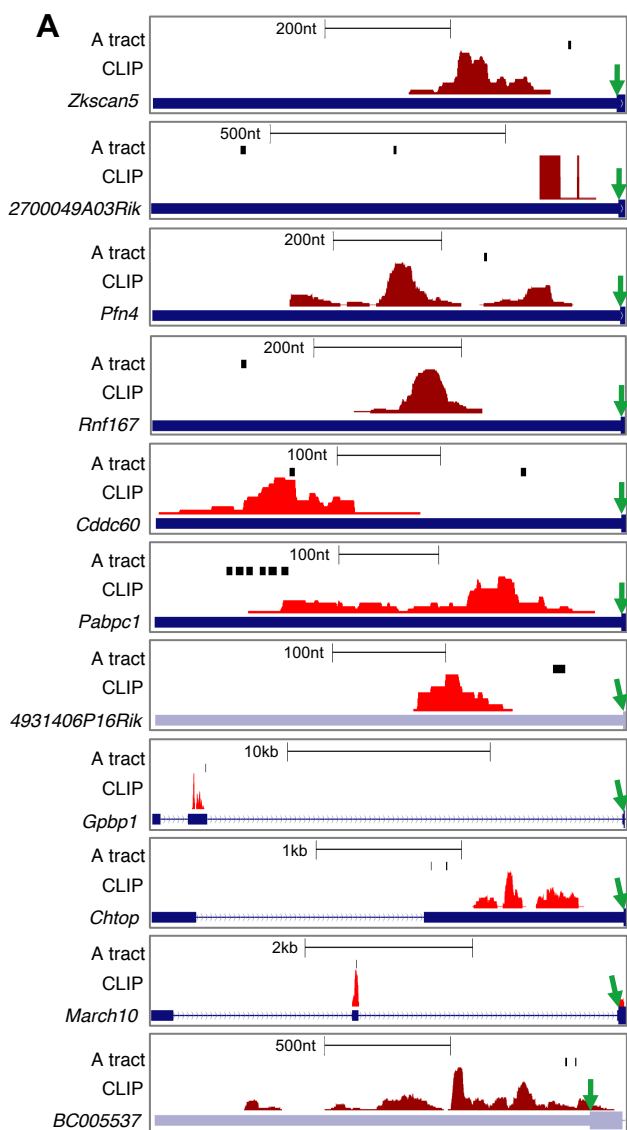 A
A tract
200nt
CLIP
Zkscan5
500nt
A tract
CLIP
2700049A03Rik
200nt
A tract
CLIP
Pfn4
200nt
A tract
CLIP
Rnf167
A tract
100nt
CLIP
Cddc60
A tract
100nt
CLIP
Pabpc1
A tract
100nt
CLIP
4931406P16Rik
10kb
A tract
CLIP
Gpbp1
A tract
1kb
CLIP
Chtop
A tract
2kb
CLIP
March10
500nt
A tract
CLIP
BC005537